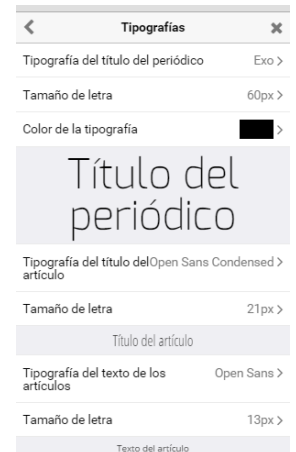 Tipografías
Tipografía del título del periódico Exo
Tamaño de letra 60px
Color de la tipografía
Título del
periódico
Tipografía del título del Open Sans Condensed
artículo
Tamaño de letra 21px
Título del artículo
Tipografía del texto de los Open Sans
artículos
Tamaño de letra 13px
Texto del artículo